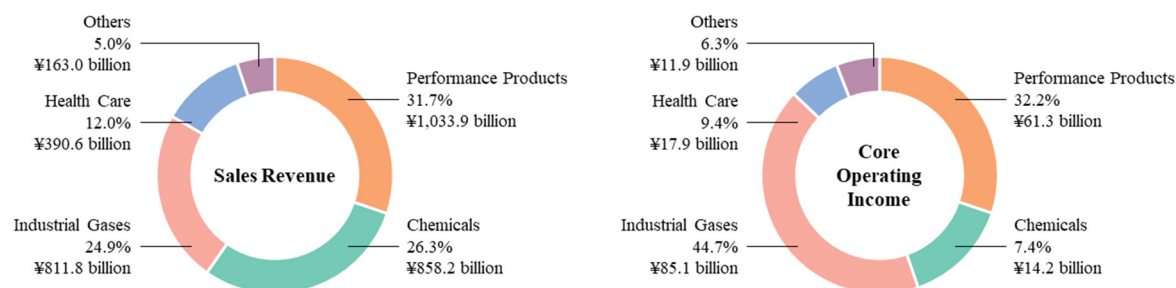 Others
5.0%
¥163.0 billion
Health Care
12.0%
¥390.6 billion
Industrial Gases
24.9%
¥811.8 billion
Sales Revenue
Performance Products
31.7%
¥1,033.9 billion
Chemicals
26.3%
¥858.2 billion
Others
6.3%
¥11.9 billion
Health Care
9.4%
¥17.9 billion
Industrial Gases
44.7%
¥85.1 billion
Core
Operating
Income
Performance Products
32.2%
¥61.3 billion
Chemicals
7.4%
¥14.2 billion